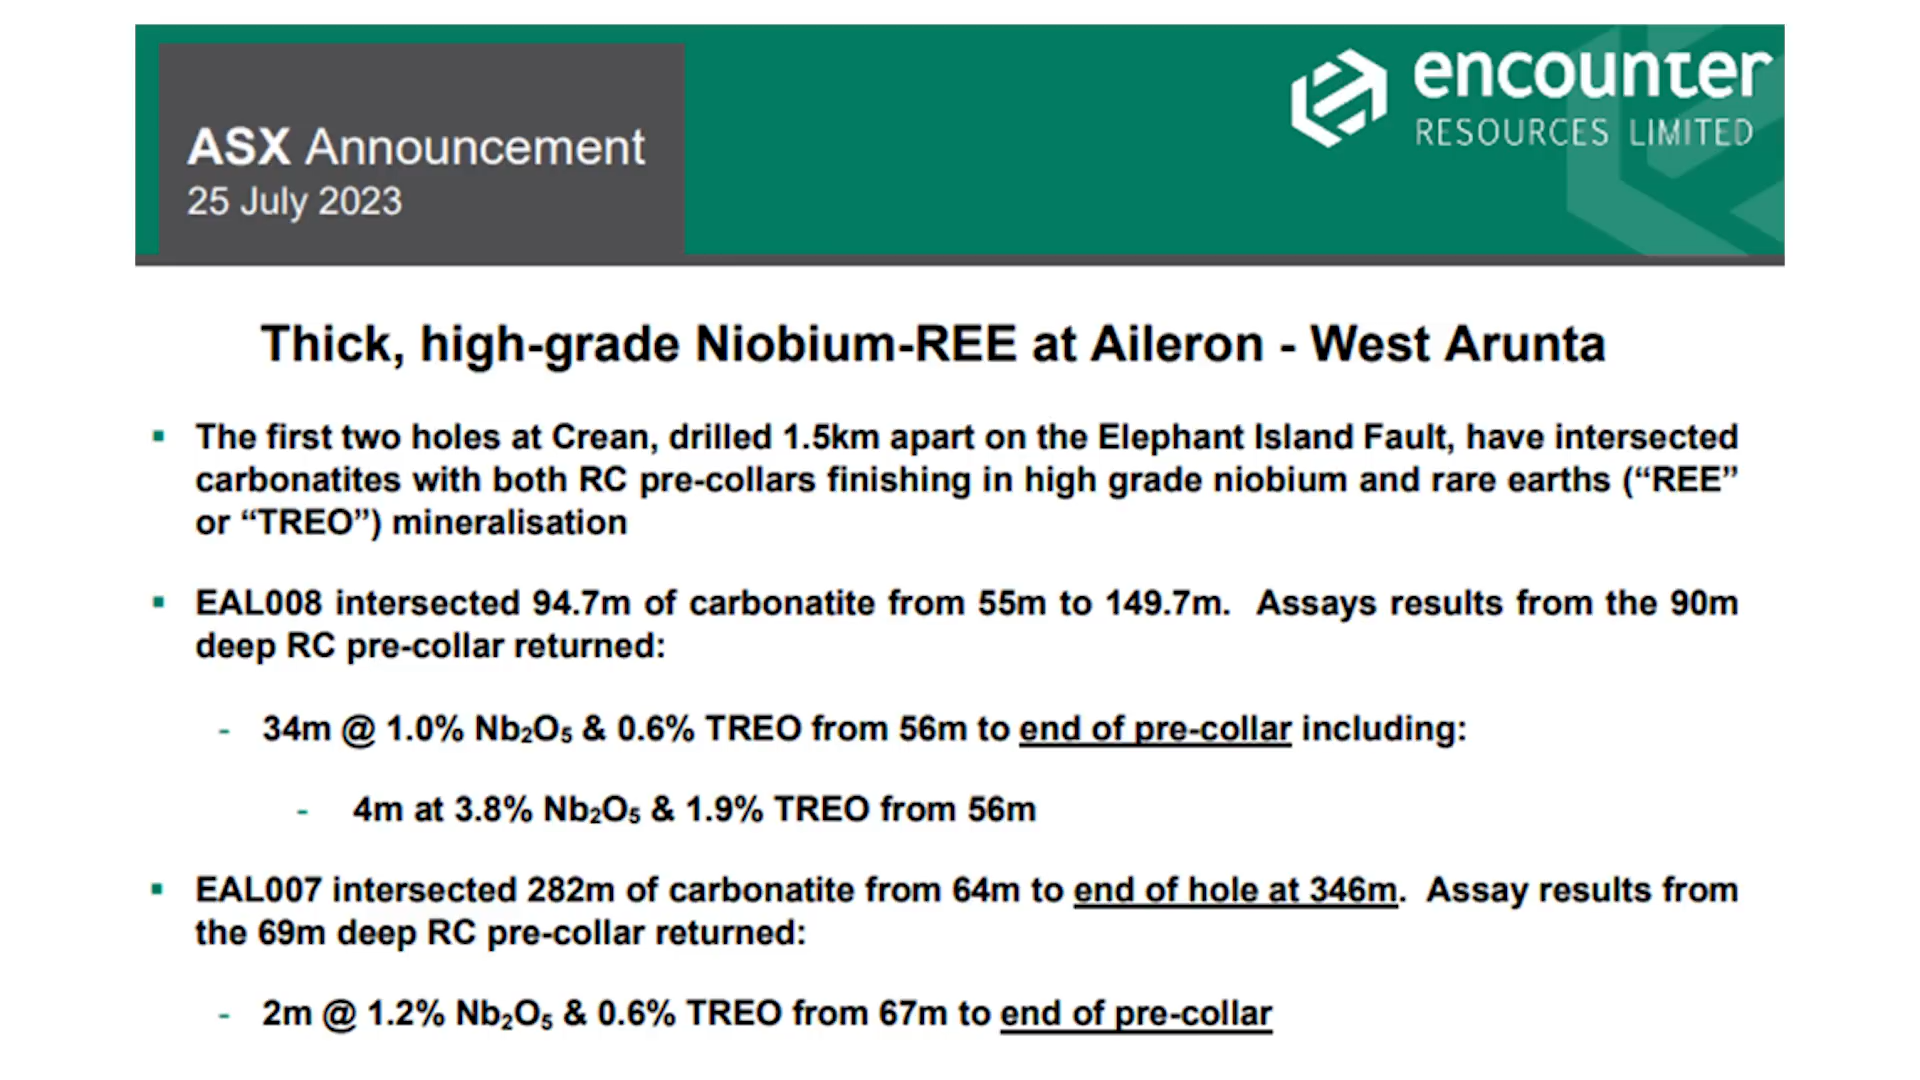 ASX Announcement
25 July 2023
encounter
RESOURCES LIMITED
Thick, high-grade Niobium-REE at Aileron - West Arunta
▪ The first two holes at Crean, drilled 1.5km apart on the Elephant Island Fault, have intersected
carbonatites with both RC pre-collars finishing in high grade niobium and rare earths (“REE”
or “TREO”) mineralisation
▪ EAL008 intersected 94.7m of carbonatite from 55m to 149.7m. Assays results from the 90m
deep RC pre-collar returned:
- 34m @ 1.0% Nb₂O₅ & 0.6% TREO from 56m to end of pre-collar including:
- 4m at 3.8% Nb₂O₅ & 1.9% TREO from 56m
▪ EAL007 intersected 282m of carbonatite from 64m to end of hole at 346m. Assay results from
the 69m deep RC pre-collar returned:
- 2m @ 1.2% Nb₂O₅ & 0.6% TREO from 67m to end of pre-collar